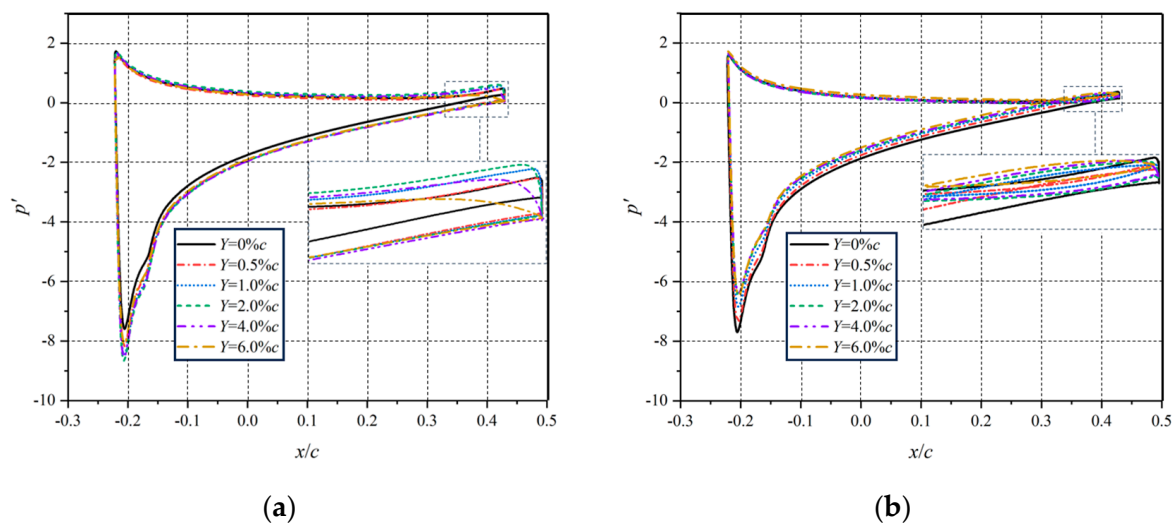 2
0
-2
-4
-6
-8
-10
p′
-0.3 -0.2 -0.1 0.0 0.1 0.2 0.3 0.4 0.5
x/c
Y=0%c
Y=0.5%c
Y=1.0%c
Y=2.0%c
Y=4.0%c
Y=6.0%c
(a)
2
0
-2
-4
-6
-8
-10
p′
-0.3 -0.2 -0.1 0.0 0.1 0.2 0.3 0.4 0.5
x/c
Y=0%c
Y=0.5%c
Y=1.0%c
Y=2.0%c
Y=4.0%c
Y=6.0%c
(b)